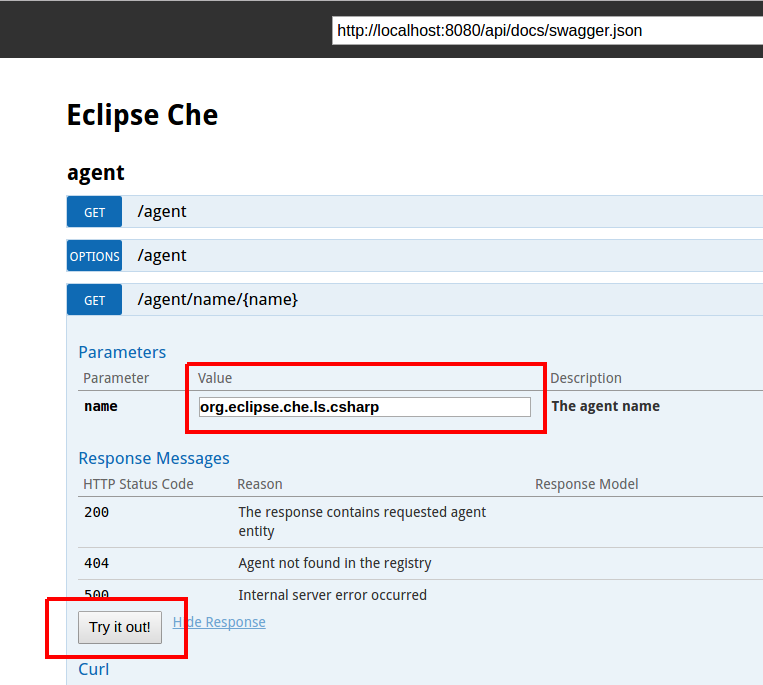 http://localhost:8080/api/docs/swagger.json
Eclipse Che
agent
GET /agent
OPTIONS /agent
GET /agent/name/{name}
Parameters
Parameter Value Description
name org.eclipse.che.ls.csharp The agent name
Response Messages
HTTP Status Code Reason Response Model
200 The response contains requested agent
entity
404 Agent not found in the registry
500 Internal server error occurred
Try it out! Hide Response
Curl